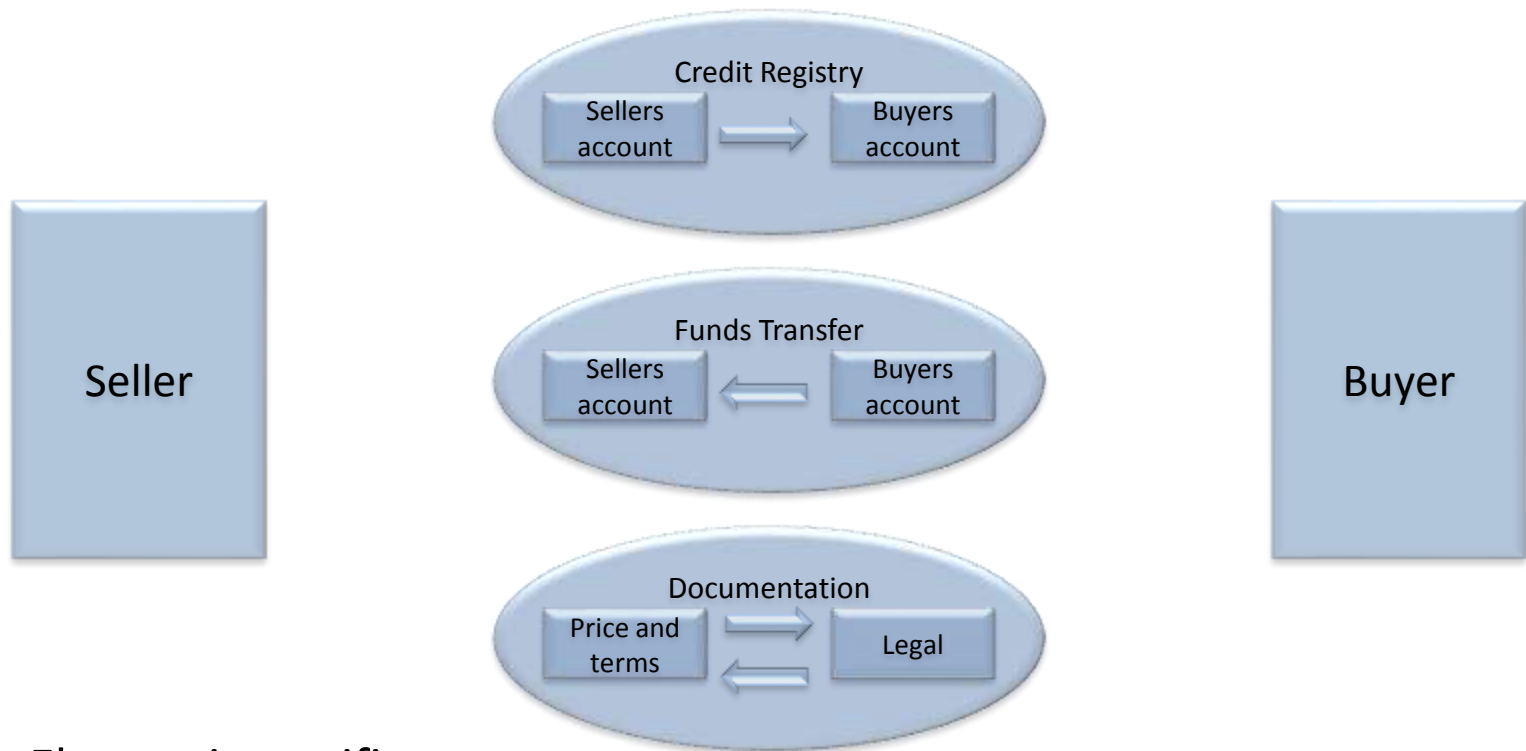 Credit Registry
Sellers
account
Buyers
account
Seller
Funds Transfer
Sellers
account
Buyers
account
Buyer
Documentation
Price and
terms
Legal